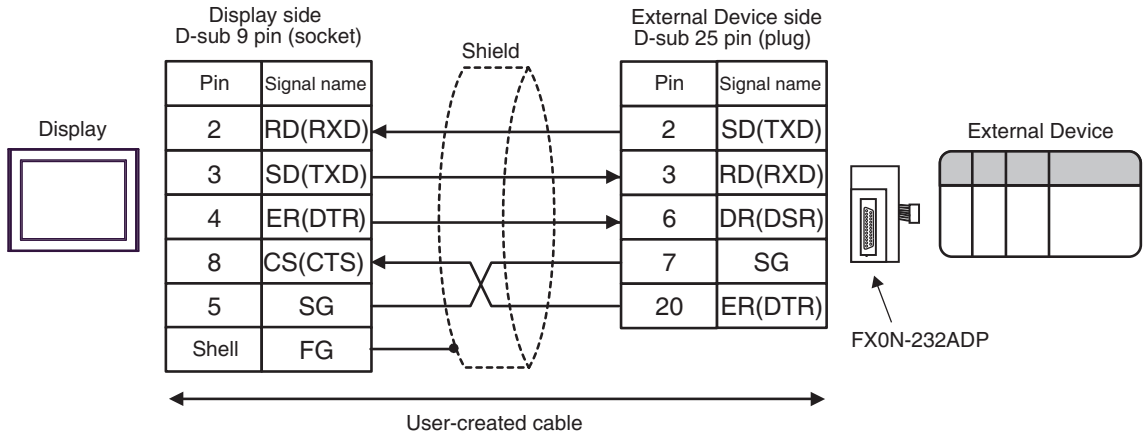 Display side
D-sub 9 pin (socket)
External Device side
D-sub 25 pin (plug)
Shield
Pin Signal name
Pin Signal name
2 RD(RXD)
2 SD(TXD)
3 SD(TXD)
3 RD(RXD)
4 ER(DTR)
6 DR(DSR)
8 CS(CTS)
7 SG
5 SG
20 ER(DTR)
Shell FG
Display
External Device
FX0N-232ADP
User-created cable